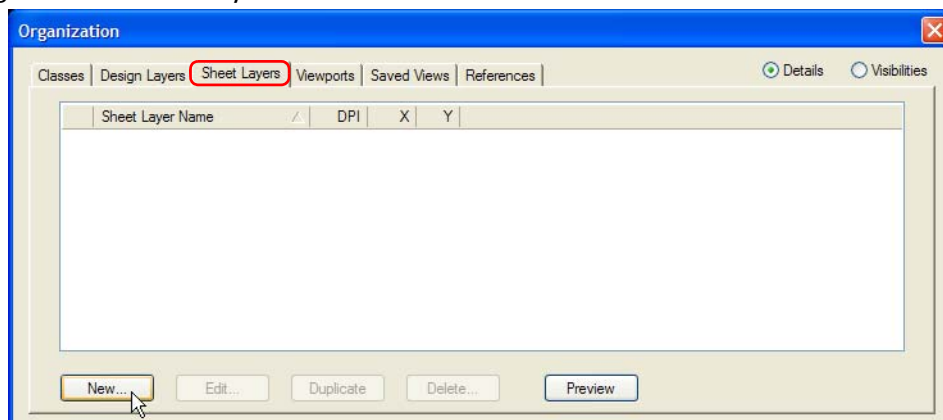 Organization
Classes Design Layers Sheet Layers Viewports Saved Views References Details Visibilities
Sheet Layer Name DPI X Y
New... Edit... Duplicate Delete... Preview